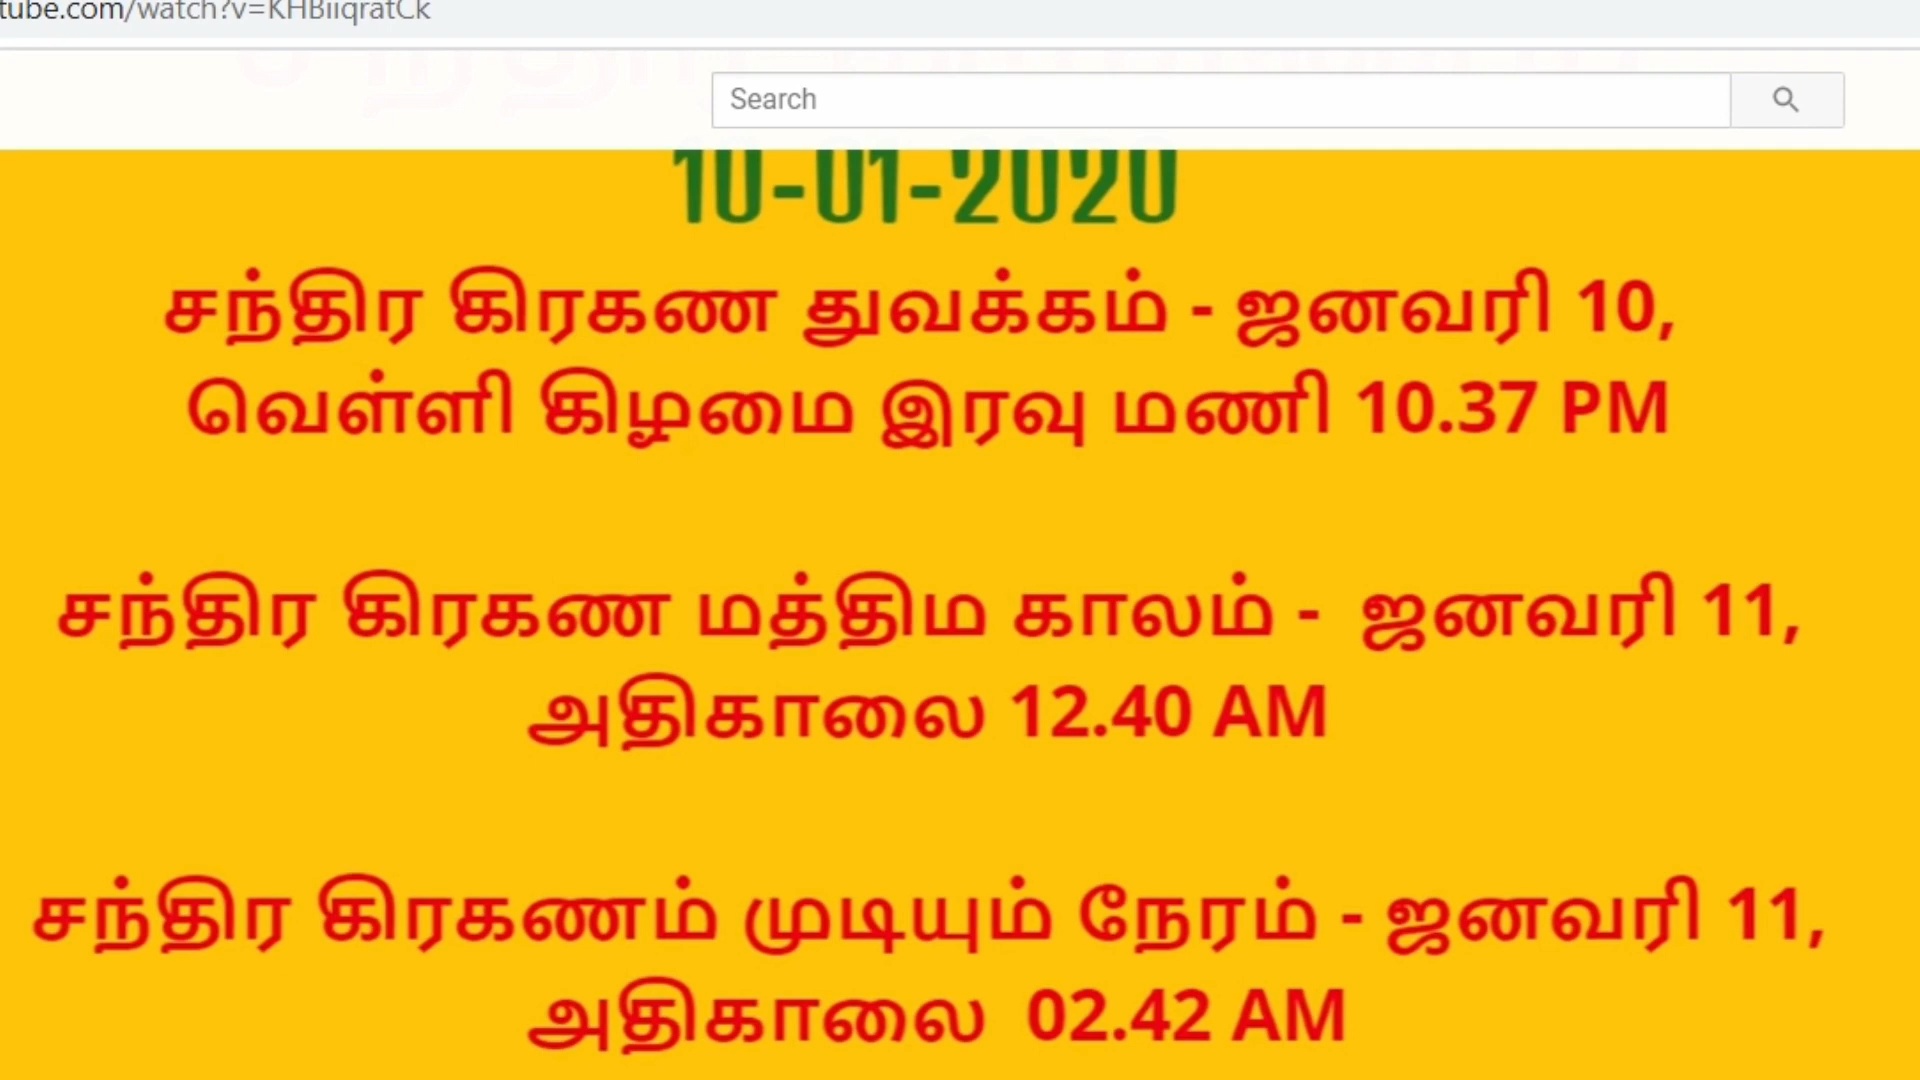 tube.com/watch?v=KHBiiqratCk
Search
10-01-2020
சந்திர கிரகண துவக்கம் - ஜனவரி 10,
வெள்ளி கிழமை இரவு மணி 10.37 PM
சந்திர கிரகண மத்திம காலம் - ஜனவரி 11,
அதிகாலை 12.40 AM
சந்திர கிரகணம் முடியும் நேரம் - ஜனவரி 11,
அதிகாலை 02.42 AM